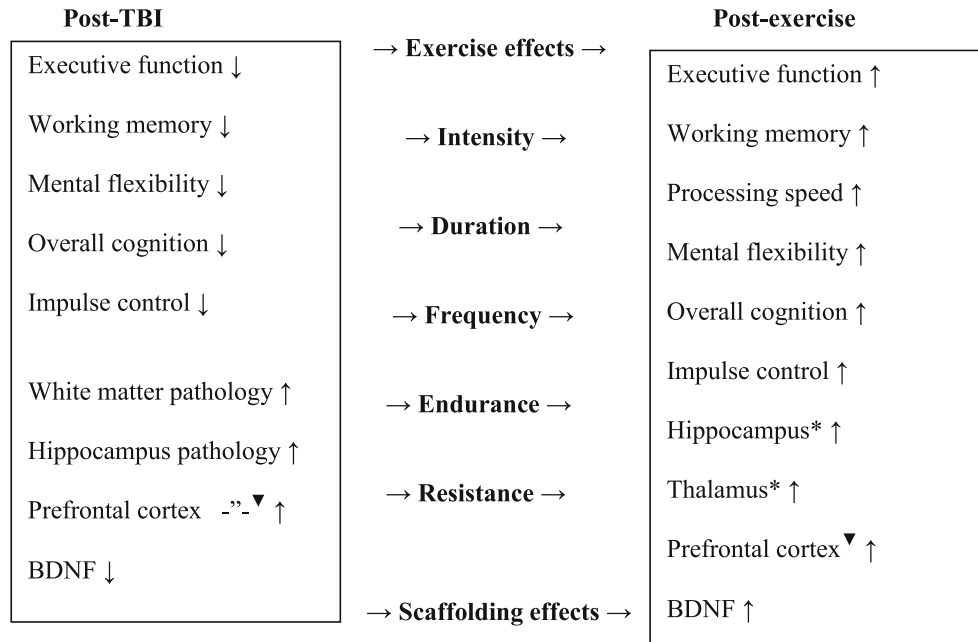 Post-TBI
Executive function ↓
Working memory ↓
Mental flexibility ↓
Overall cognition ↓
Impulse control ↓
White matter pathology ↑
Hippocampus pathology ↑
Prefrontal cortex -”-▼ ↑
BDNF ↓
→ Exercise effects →
→ Intensity →
→ Duration →
→ Frequency →
→ Endurance →
→ Resistance →
→ Scaffolding effects →
Post-exercise
Executive function ↑
Working memory ↑
Processing speed ↑
Mental flexibility ↑
Overall cognition ↑
Impulse control ↑
Hippocampus* ↑
Thalamus* ↑
Prefrontal cortex▼ ↑
BDNF ↑